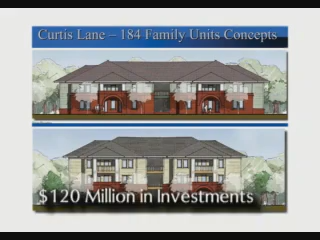 Curtis Lane – 184 Family Units Concepts
$120 Million in Investments